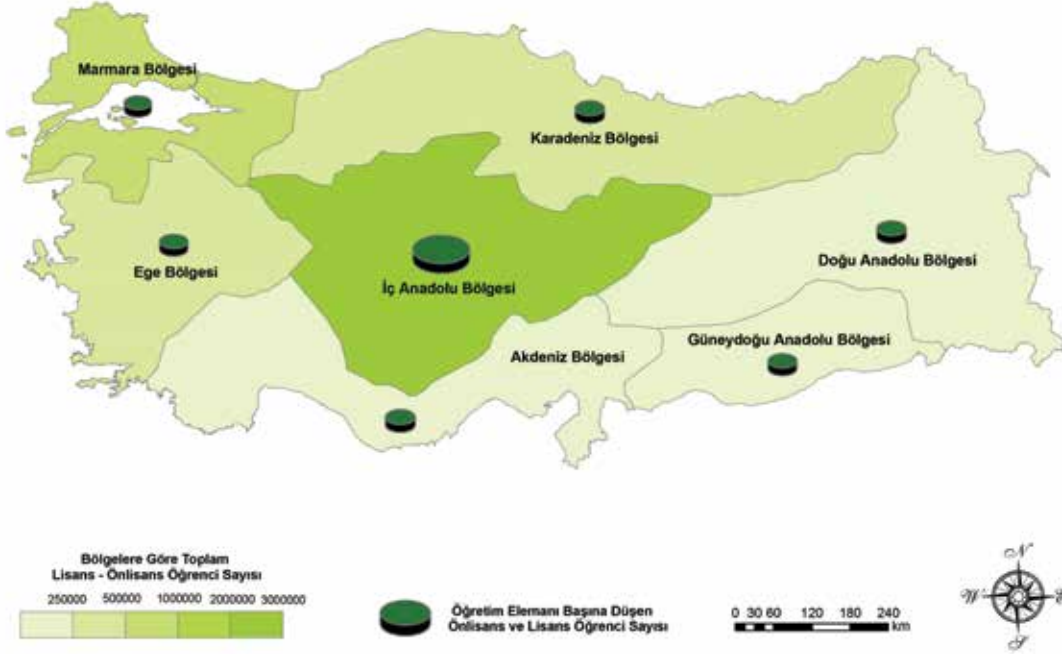 Marmara Bölgesi
Karadeniz Bölgesi
Ege Bölgesi
İç Anadolu Bölgesi
Doğu Anadolu Bölgesi
Güneydoğu Anadolu Bölgesi
Akdeniz Bölgesi
Bölgelere Göre Toplam
Lisans - Önlisans Öğrenci Sayısı
250000 500000 1000000 2000000 3000000
Öğretim Elemanı Başına Düşen
Önlisans ve Lisans Öğrenci Sayısı
0 30 60 120 180 240
km
N
W E
S